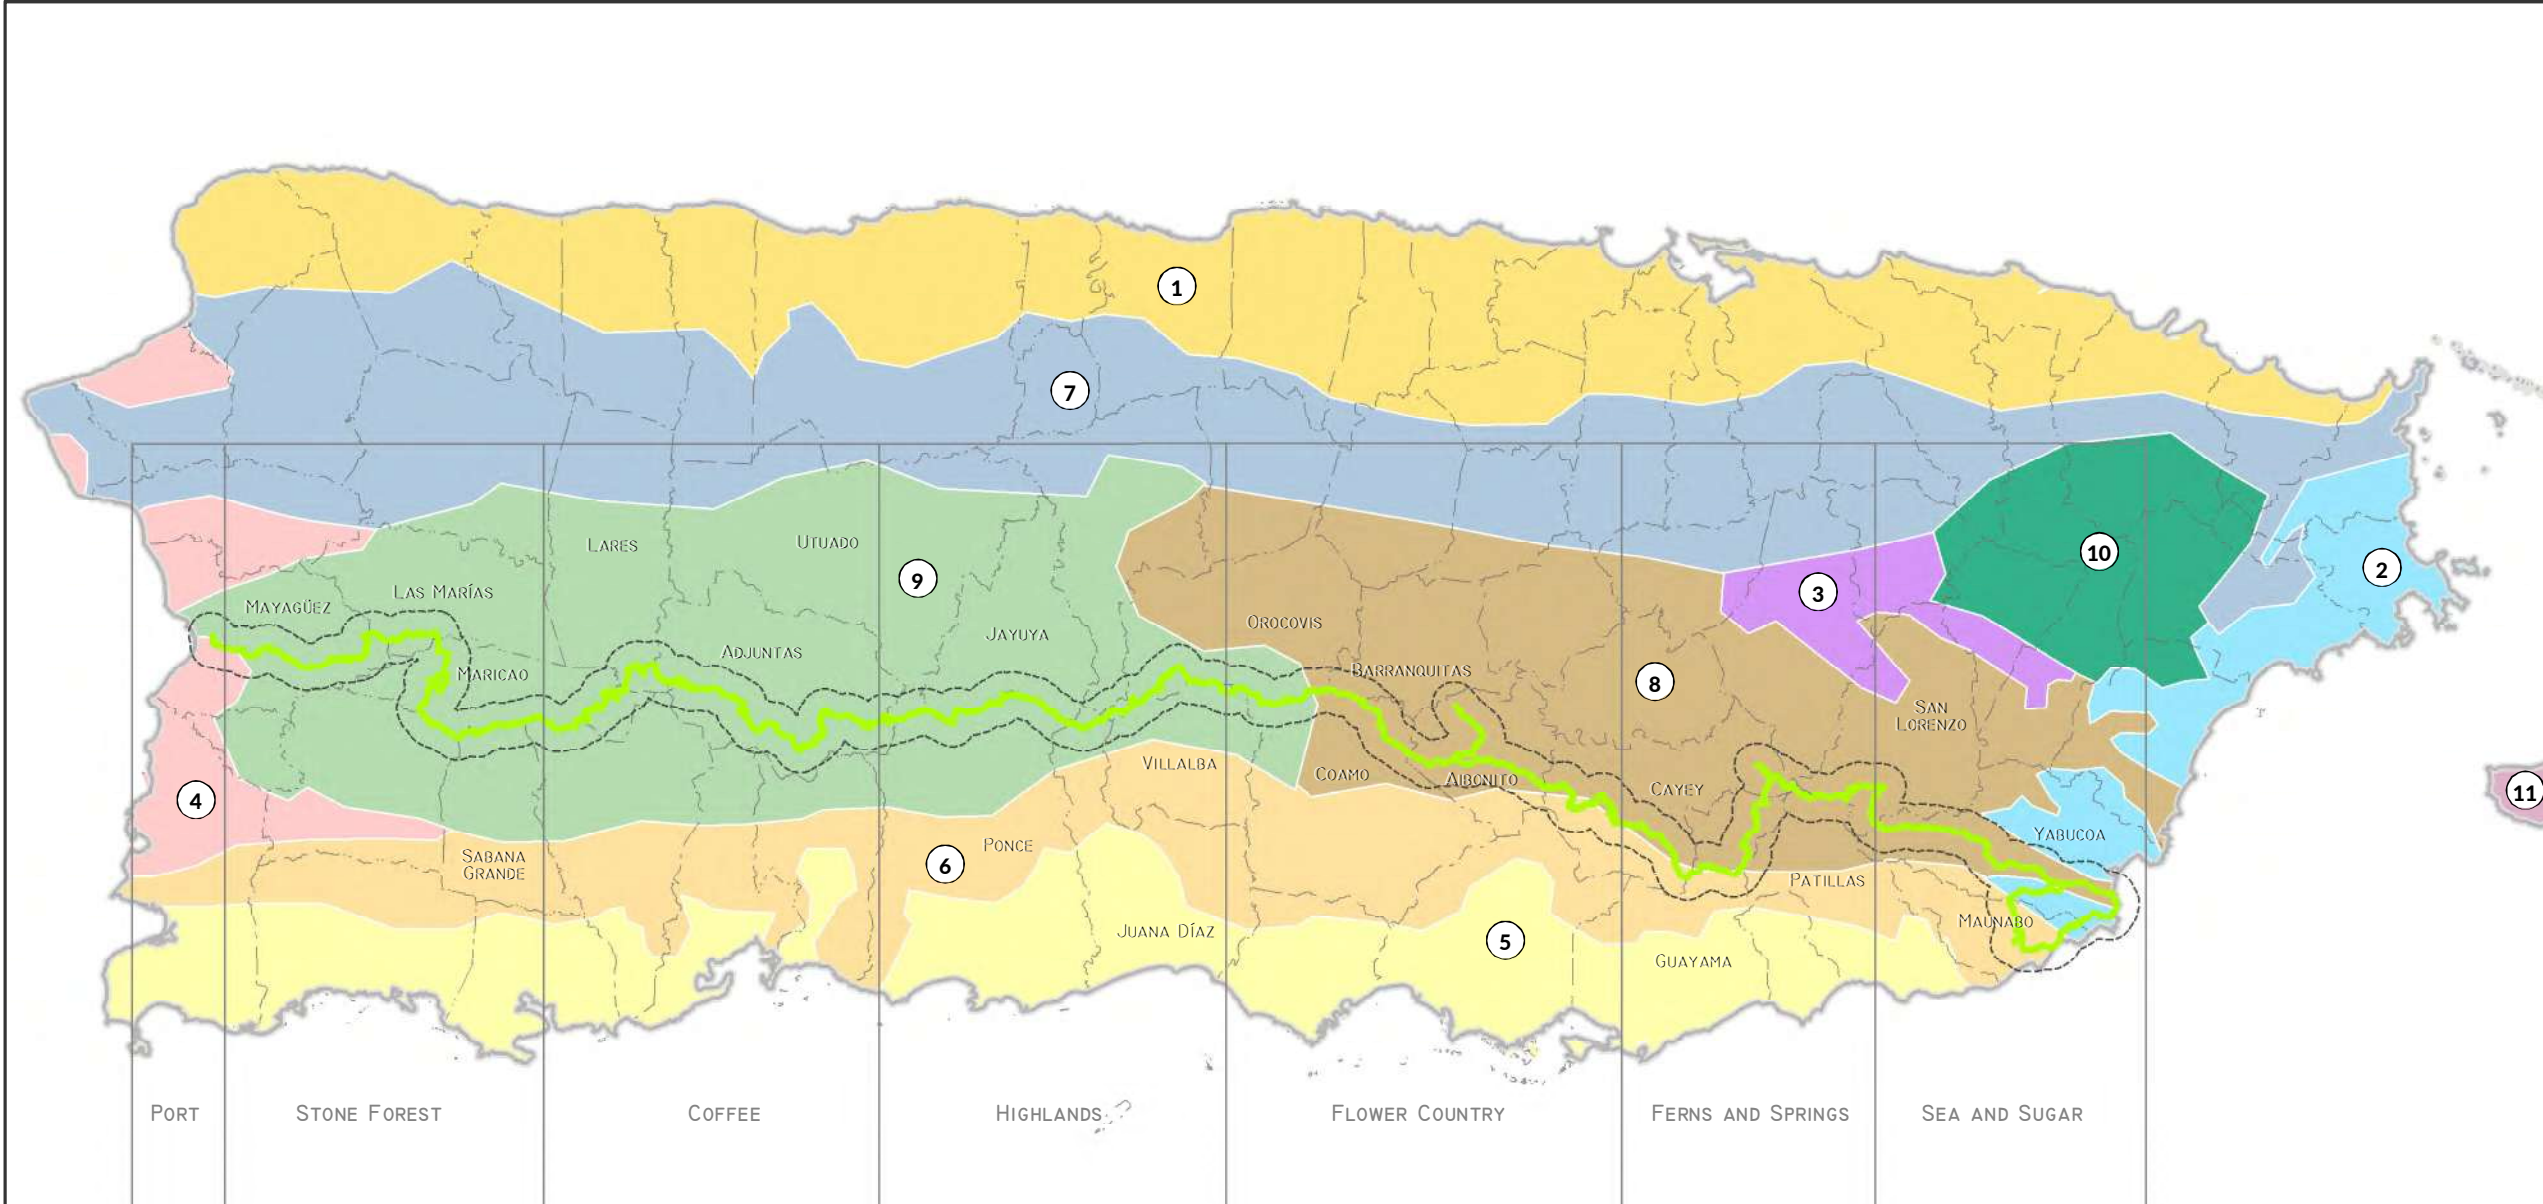 1
7
LARES
UTUADO
10
2
9
3
LAS MARÍAS
MAYAGÜEZ
OROCOVIS
JAYUYA
ADJUNTAS
BARRANQUITAS
MARICAO
8
SAN
LORENZO
VILLALBA
COAMO
AIBONITO
CAYEY
11
4
YABUCOA
PONCE
SABANA
GRANDE
6
PATILLAS
MAUNABO
JUANA DÍAZ
5
GUAYAMA
PORT
STONE FOREST
COFFEE
HIGHLANDS
FLOWER COUNTRY
FERNS AND SPRINGS
SEA AND SUGAR